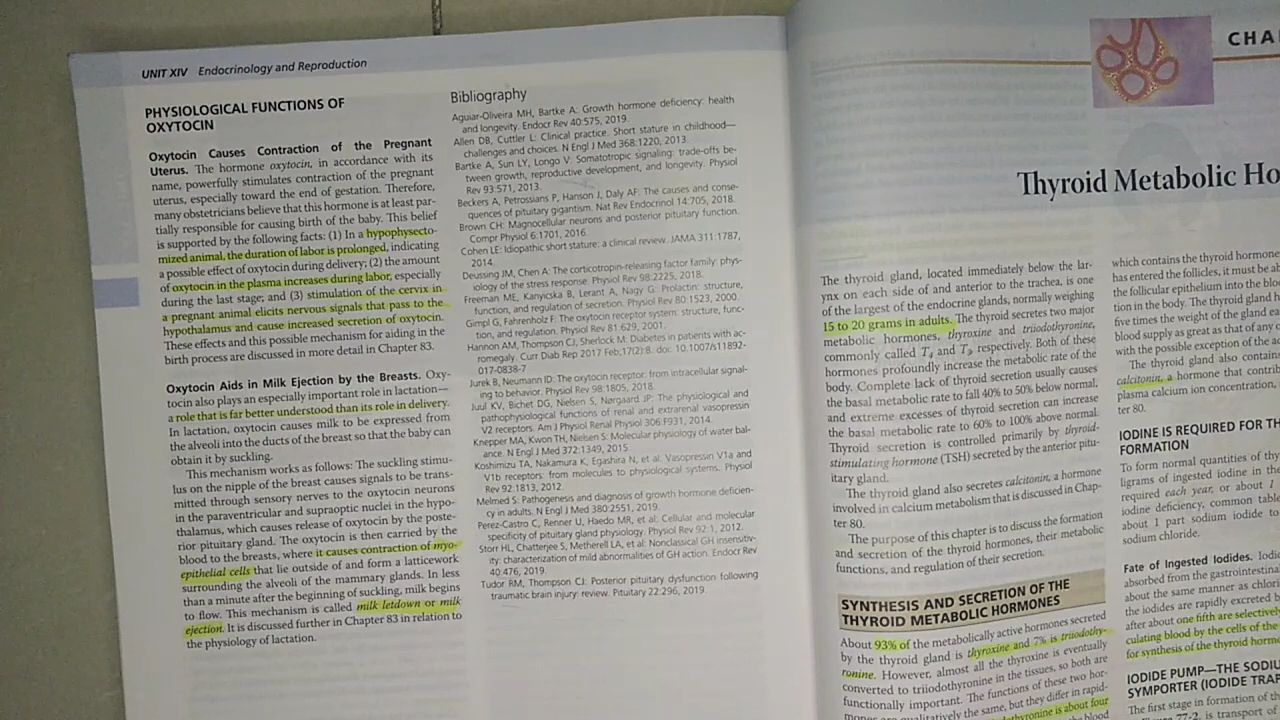 UNIT XIV Endocrinology and Reproduction
PHYSIOLOGICAL FUNCTIONS OF
OXYTOCIN
Oxytocin Causes Contraction of the Pregnant
Uterus. The hormone oxytocin, in accordance with its
name, powerfully stimulates contraction of the pregnant
uterus, especially toward the end of gestation. Therefore,
many obstetricians believe that this hormone is at least par-
tially responsible for causing birth of the baby. This belief
is supported by the following facts: (1) In a hypophysecto-
mized animal, the duration of labor is prolonged, indicating
a possible effect of oxytocin during delivery; (2) the amount
of oxytocin in the plasma increases during labor, especially
during the last stage; and (3) stimulation of the cervix in
a pregnant animal elicits nervous signals that pass to the
hypothalamus and cause increased secretion of oxytocin.
These effects and this possible mechanism for aiding in the
birth process are discussed in more detail in Chapter 83.
Oxytocin Aids in Milk Ejection by the Breasts. Oxy-
tocin also plays an especially important role in lactation—
a role that is far better understood than its role in delivery.
In lactation, oxytocin causes milk to be expressed from
the alveoli into the ducts of the breast so that the baby can
obtain it by suckling.
This mechanism works as follows: The suckling stimu-
lus on the nipple of the breast causes signals to be trans-
mitted through sensory nerves to the oxytocin neurons
in the paraventricular and supraoptic nuclei in the hypo-
thalamus, which causes release of oxytocin by the poste-
rior pituitary gland. The oxytocin is then carried by the
blood to the breasts, where it causes contraction of myo-
epithelial cells that lie outside of and form a latticework
surrounding the alveoli of the mammary glands. In less
than a minute after the beginning of suckling, milk begins
to flow. This mechanism is called milk letdown or milk
ejection. It is discussed further in Chapter 83 in relation to
the physiology of lactation.
Bibliography
Aguiar-Oliveira MH, Bartke A: Growth hormone deficiency: health
and longevity. Endocr Rev 40:575, 2019.
Allen DB, Cuttler L: Clinical practice. Short stature in childhood—
challenges and choices. N Engl J Med 368:1220, 2013.
Bartke A, Sun LY, Longo V: Somatotropic signaling: trade-offs be-
tween growth, reproductive development, and longevity. Physiol
Rev 93:571, 2013.
Beckers A, Petrossians P, Hanson J, Daly AF: The causes and conse-
quences of pituitary gigantism. Nat Rev Endocrinol 14:705, 2018.
Brown CH: Magnocellular neurons and posterior pituitary function.
Compr Physiol 6:1701, 2016.
Cohen LE: Idiopathic short stature: a clinical review. JAMA 311:1787,
2014.
Deussing JM, Chen A: The corticotropin-releasing factor family: phys-
iology of the stress response. Physiol Rev 98:2225, 2018.
Freeman ME, Kanyicska B, Lerant A, Nagy G: Prolactin: structure,
function, and regulation of secretion. Physiol Rev 80:1523, 2000.
Gimpl G, Fahrenholz F: The oxytocin receptor system: structure, func-
tion, and regulation. Physiol Rev 81:629, 2001.
Hannon AM, Thompson CJ, Sherlock M: Diabetes in patients with ac-
romegaly. Curr Diab Rep 2017 Feb;17(2):8. doi: 10.1007/s11892-
017-0838-7
Jurek B, Neumann ID: The oxytocin receptor: from intracellular signal-
ing to behavior. Physiol Rev 98:1805, 2018.
Juul KV, Bichet DG, Nielsen S, Nørgaard JP: The physiological and
pathophysiological functions of renal and extrarenal vasopressin
V2 receptors. Am J Physiol Renal Physiol 306:F931, 2014.
Knepper MA, Kwon TH, Nielsen S: Molecular physiology of water bal-
ance. N Engl J Med 372:1349, 2015.
Koshimizu TA, Nakamura K, Egashira N, et al: Vasopressin V1a and
V1b receptors: from molecules to physiological systems. Physiol
Rev 92:1813, 2012.
Melmed S: Pathogenesis and diagnosis of growth hormone deficien-
cy in adults. N Engl J Med 380:2551, 2019.
Perez-Castro C, Renner U, Haedo MR, et al: Cellular and molecular
specificity of pituitary gland physiology. Physiol Rev 92:1, 2012.
Storr HL, Chatterjee S, Metherell LA, et al: Nonclassical GH insensitiv-
ity: characterization of mild abnormalities of GH action. Endocr Rev
40:476, 2019.
Tudor RM, Thompson CJ: Posterior pituitary dysfunction following
traumatic brain injury: review. Pituitary 22:296, 2019.
CHA
Thyroid Metabolic Ho
The thyroid gland, located immediately below the lar-
ynx on each side of and anterior to the trachea, is one
of the largest of the endocrine glands, normally weighing
15 to 20 grams in adults. The thyroid secretes two major
metabolic hormones, thyroxine and triiodothyronine,
commonly called T4 and T3, respectively. Both of these
hormones profoundly increase the metabolic rate of the
body. Complete lack of thyroid secretion usually causes
the basal metabolic rate to fall 40% to 50% below normal,
and extreme excesses of thyroid secretion can increase
the basal metabolic rate to 60% to 100% above normal.
Thyroid secretion is controlled primarily by thyroid-
stimulating hormone (TSH) secreted by the anterior pitu-
itary gland.
The thyroid gland also secretes calcitonin, a hormone
involved in calcium metabolism that is discussed in Chap-
ter 80.
The purpose of this chapter is to discuss the formation
and secretion of the thyroid hormones, their metabolic
functions, and regulation of their secretion.
SYNTHESIS AND SECRETION OF THE
THYROID METABOLIC HORMONES
About 93% of the metabolically active hormones secreted
by the thyroid gland is thyroxine and 7% is triiodothy-
ronine. However, almost all the thyroxine is eventually
converted to triiodothyronine in the tissues, so both are
functionally important. The functions of these two hor-
mones are qualitatively the same, but they differ in rapid-
is about four
blood
which contains the thyroid hormone
has entered the follicles, it must be ab
the follicular epithelium into the bloo
tion in the body. The thyroid gland h
five times the weight of the gland ea
blood supply as great as that of any o
with the possible exception of the ad
The thyroid gland also contains
calcitonin, a hormone that contrib
plasma calcium ion concentration,
ter 80.
IODINE IS REQUIRED FOR TH
FORMATION
To form normal quantities of thy
ligrams of ingested iodine in the
required each year, or about 1
iodine deficiency, common table
about 1 part sodium iodide to
sodium chloride.
Fate of Ingested Iodides. Iodid
absorbed from the gastrointestina
about the same manner as chlori
the iodides are rapidly excreted b
after about one fifth are selectively
culating blood by the cells of the
for synthesis of the thyroid hormo
IODIDE PUMP—THE SODIU
SYMPORTER (IODIDE TRAP
The first stage in formation of th
77-2, is transport of